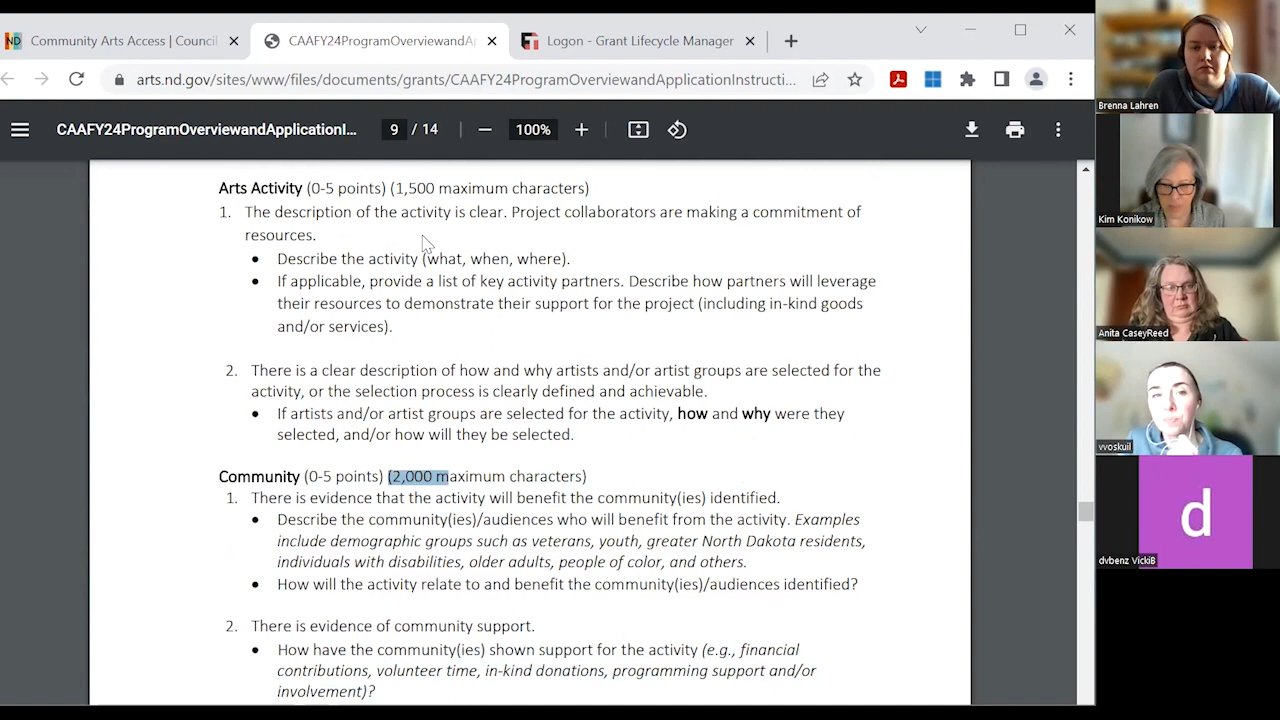 Community Arts Access | Council
CAAFY24ProgramOverviewandAp
Logon - Grant Lifecycle Manager
arts.nd.gov/sites/www/files/documents/grants/CAAFY24ProgramOverviewandApplicationInstructi...
CAAFY24ProgramOverviewandApplicationI...
9 / 14
100%
Arts Activity (0-5 points) (1,500 maximum characters)
1. The description of the activity is clear. Project collaborators are making a commitment of
resources.
• Describe the activity (what, when, where).
• If applicable, provide a list of key activity partners. Describe how partners will leverage
their resources to demonstrate their support for the project (including in-kind goods
and/or services).
2. There is a clear description of how and why artists and/or artist groups are selected for the
activity, or the selection process is clearly defined and achievable.
• If artists and/or artist groups are selected for the activity, how and why were they
selected, and/or how will they be selected.
Community (0-5 points) (2,000 maximum characters)
1. There is evidence that the activity will benefit the community(ies) identified.
• Describe the community(ies)/audiences who will benefit from the activity. Examples
include demographic groups such as veterans, youth, greater North Dakota residents,
individuals with disabilities, older adults, people of color, and others.
• How will the activity relate to and benefit the community(ies)/audiences identified?
2. There is evidence of community support.
• How have the community(ies) shown support for the activity (e.g., financial
contributions, volunteer time, in-kind donations, programming support and/or
involvement)?
Brenna Lahren
Kim Konikow
Anita CaseyReed
vvoskuil
d
dvbenz VickiB